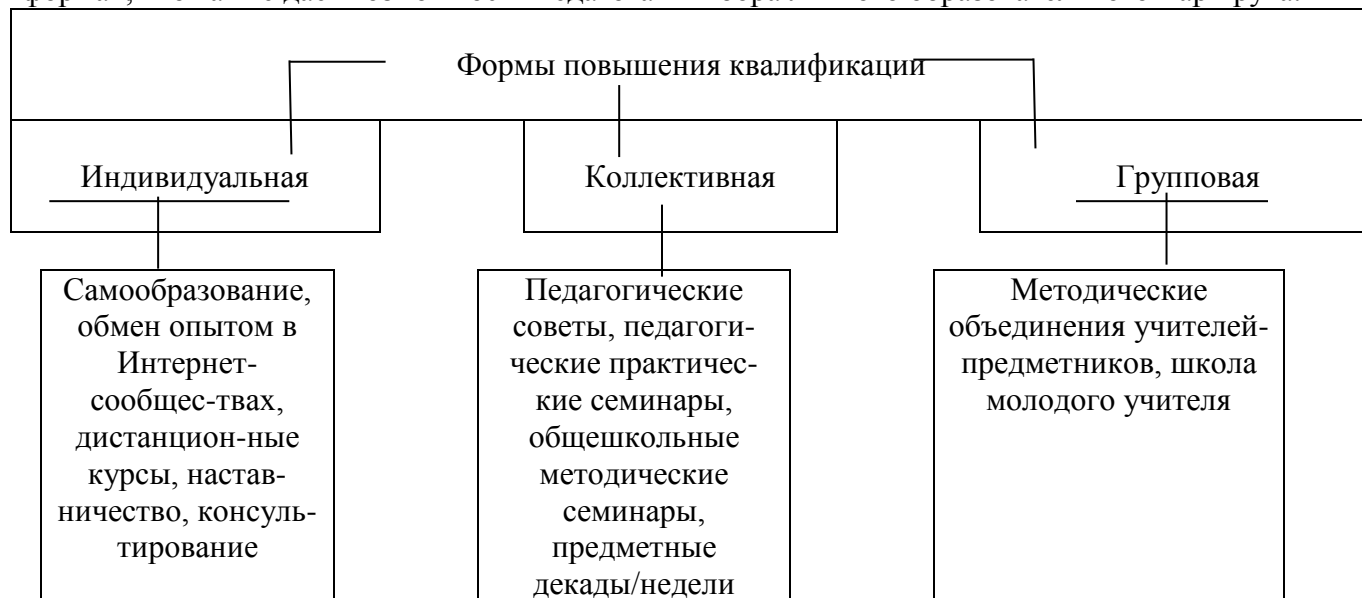 Формы повышения квалификации
Индивидуальная
Коллективная
Групповая
Самообразование,
обмен опытом в
Интернет-
сообщес-твах,
дистанцион-ные
курсы, настав-
ничество, консуль-
тирование
Педагогические
советы, педагоги-
ческие практичес-
кие семинары,
общешкольные
методические
семинары,
предметные
декады/недели
Методические
объединения учителей-
предметников, школа
молодого учителя